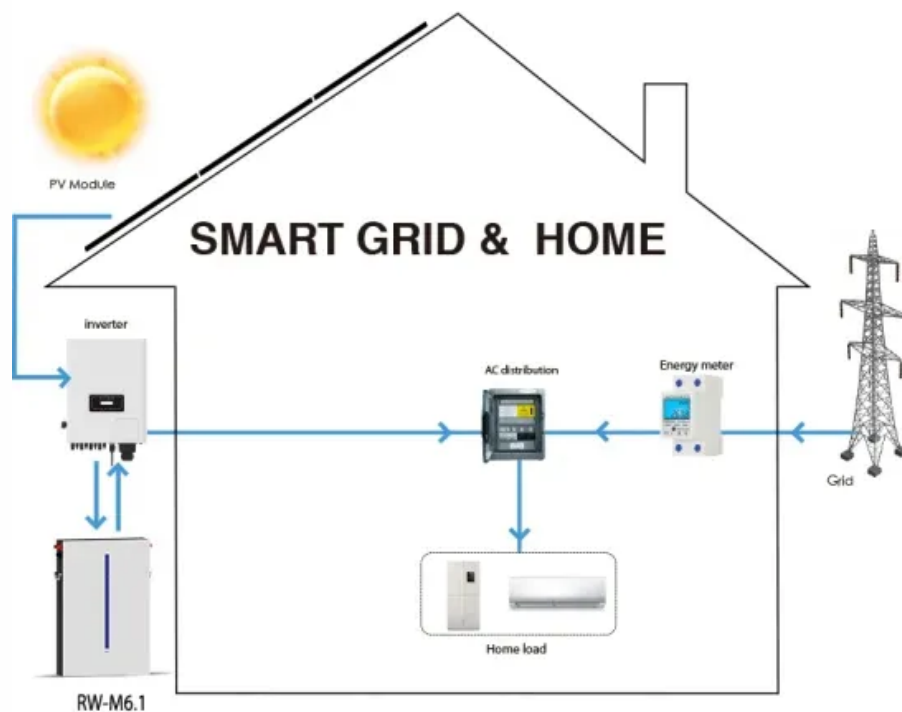 PV Module
SMART GRID & HOME
inverter
AC distribution
Energy meter
Grid
Home load
RW-M6.1